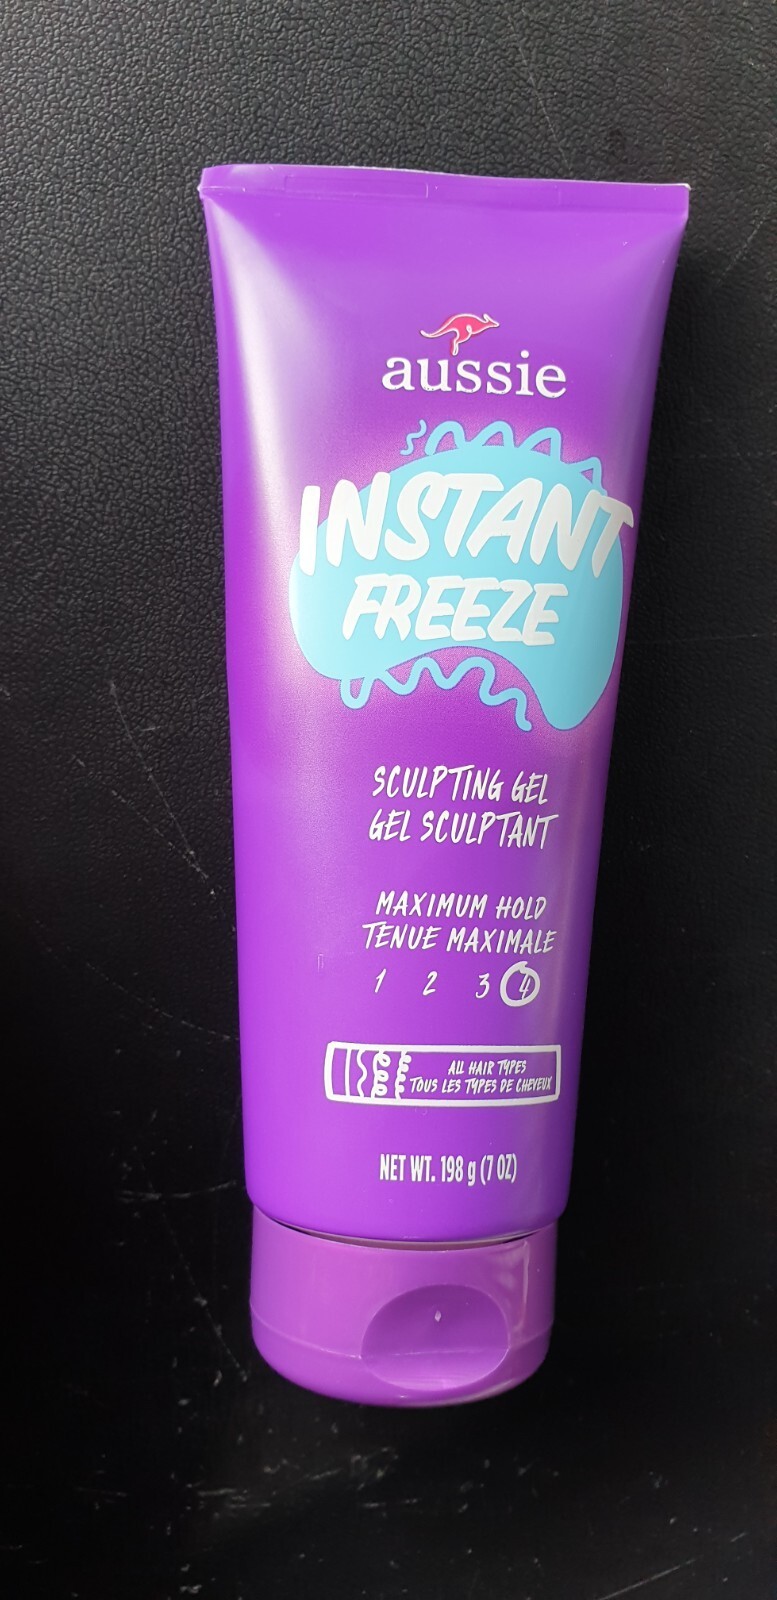 aussie
INSTANT
FREEZE
SCULPTING GEL
GEL SCULPTANT
MAXIMUM HOLD
TENUE MAXIMALE
1 2 3 4
ALL HAIR TYPES
TOUS LES TYPES DE CHEVEUX
NET WT. 198 g (7 OZ)